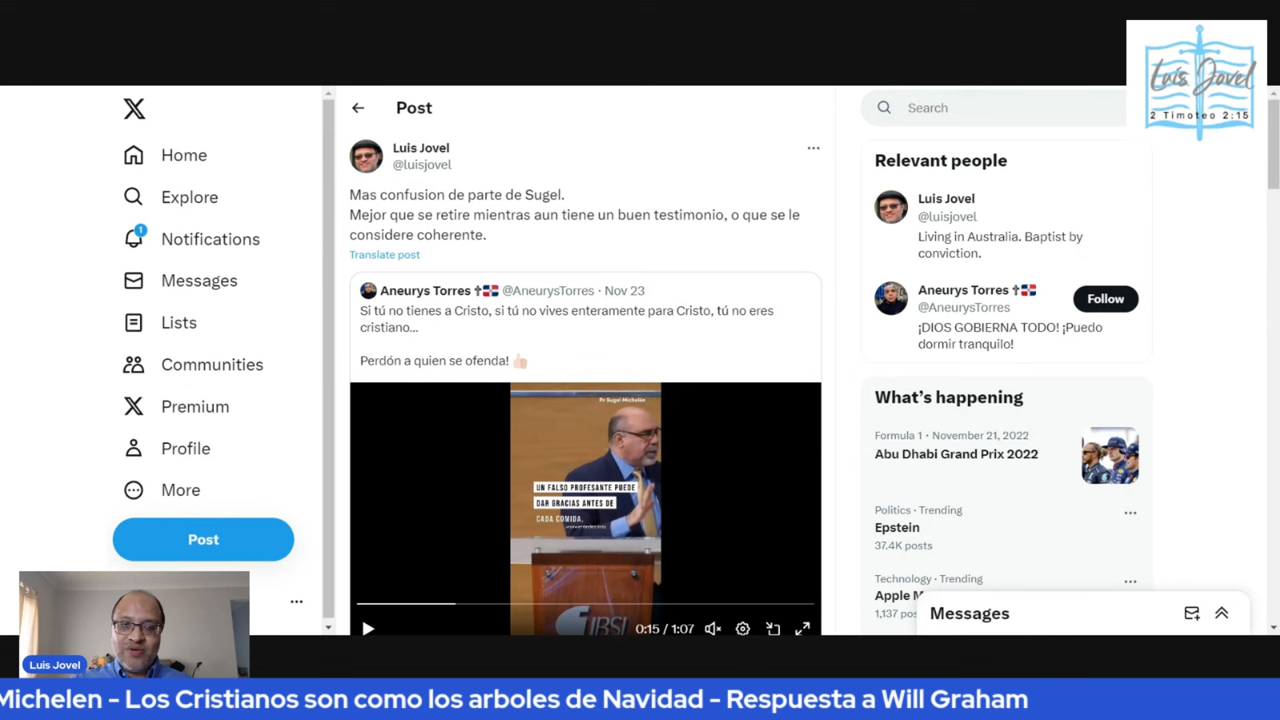 Luis Jovel
2 Timoteo 2:15
Home
Explore
1
Notifications
Messages
Lists
Communities
Premium
Profile
More
Post
Post
Luis Jovel
@luisjovel
Mas confusion de parte de Sugel.
Mejor que se retire mientras aun tiene un buen testimonio, o que se le
considere coherente.
Translate post
Aneurys Torres @AneurysTorres · Nov 23
Si tú no tienes a Cristo, si tú no vives enteramente para Cristo, tú no eres
cristiano...
Perdón a quien se ofenda!
Pr Sugel Michelén
UN FALSO PROFESANTE PUEDE
DAR GRACIAS ANTES DE
CADA COMIDA,
IBSJ
0:15 / 1:07
Search
Relevant people
Luis Jovel
@luisjovel
Living in Australia. Baptist by
conviction.
Aneurys Torres
@AneurysTorres
Follow
¡DIOS GOBIERNA TODO! ¡Puedo
dormir tranquilo!
What's happening
Formula 1 · November 21, 2022
Abu Dhabi Grand Prix 2022
Politics · Trending
Epstein
37.4K posts
Technology · Trending
Apple M
1,137 pos
Messages
Luis Jovel
Michelen - Los Cristianos son como los arboles de Navidad - Respuesta a Will Graham